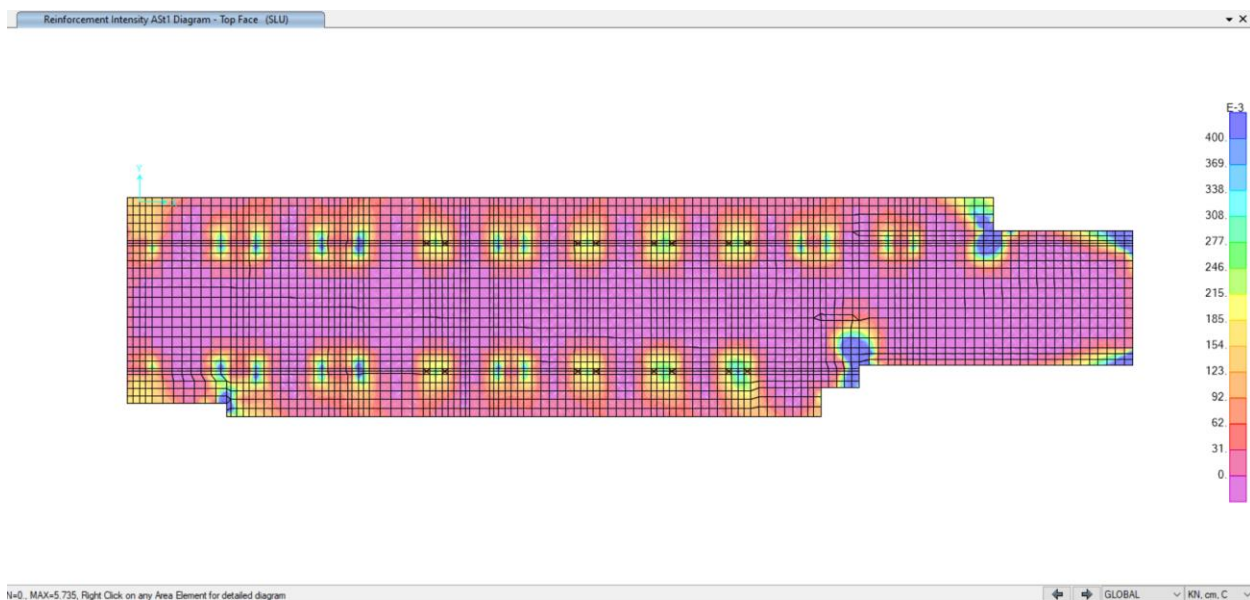 Reinforcement Intensity ASt1 Diagram - Top Face (SLU)
Y
E-3
400.
369.
338.
308.
277.
246.
215.
185.
154.
123.
92.
62.
31.
0.
N=0., MAX=5.735, Right Click on any Area Element for detailed diagram
GLOBAL
KN, cm, C